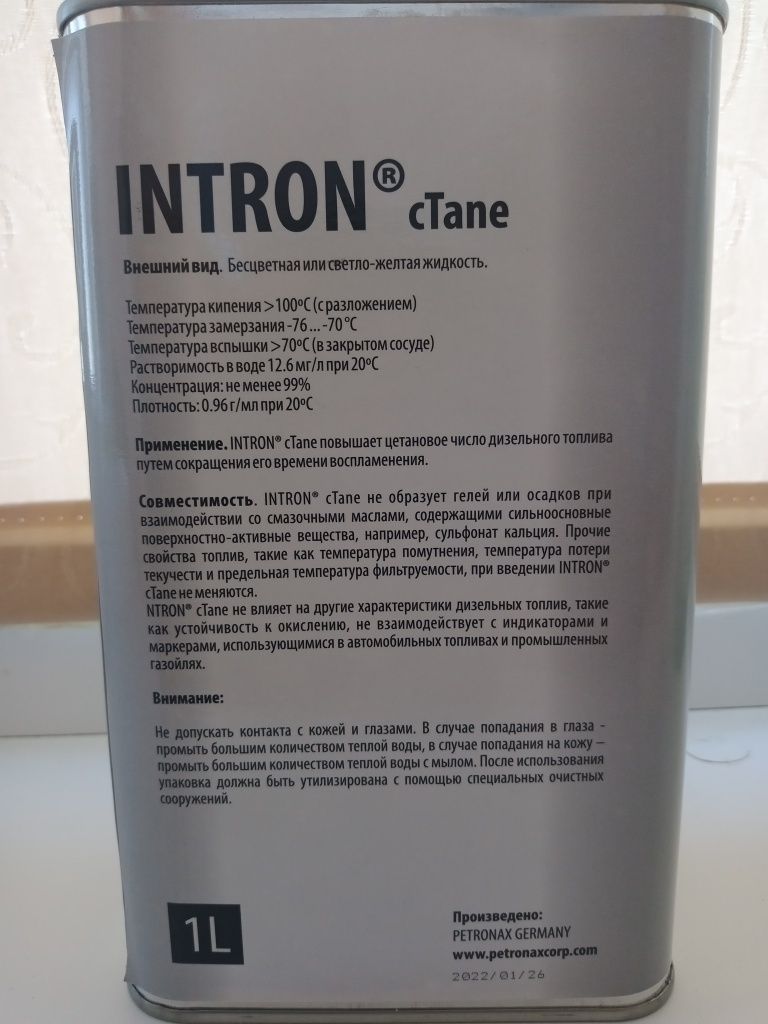 INTRON® cTane
Внешний вид. Бесцветная или светло-желтая жидкость.
Температура кипения >100ºC (с разложением)
Температура замерзания -76 ... -70 °C
Температура вспышки >70ºC (в закрытом сосуде)
Растворимость в воде 12.6 мг/л при 20ºC
Концентрация: не менее 99%
Плотность: 0.96 г/мл при 20ºC
Применение. INTRON® cTane повышает цетановое число дизельного топлива
путем сокращения его времени воспламенения.
Совместимость. INTRON® cTane не образует гелей или осадков при
взаимодействии со смазочными маслами, содержащими сильноосновные
поверхностно-активные вещества, например, сульфонат кальция. Прочие
свойства топлив, такие как температура помутнения, температура потери
текучести и предельная температура фильтруемости, при введении INTRON®
cTane не меняются.
NTRON® cTane не влияет на другие характеристики дизельных топлив, такие
как устойчивость к окислению, не взаимодействует с индикаторами и
маркерами, использующимися в автомобильных топливах и промышленных
газойлях.
Внимание:
Не допускать контакта с кожей и глазами. В случае попадания в глаза -
промыть большим количеством теплой воды, в случае попадания на кожу –
промыть большим количеством теплой воды с мылом. После использования
упаковка должна быть утилизирована с помощью специальных очистных
сооружений.
1L
Произведено:
PETRONAX GERMANY
www.petronaxcorp.com
2022/01/26